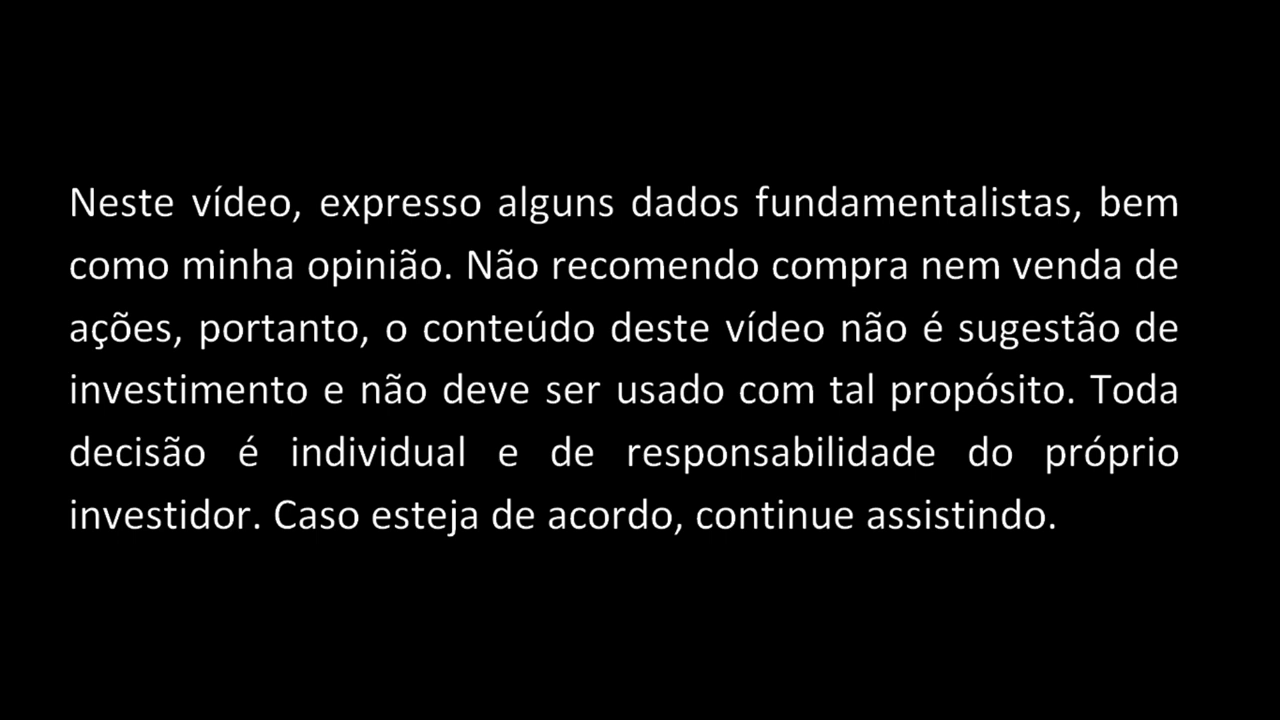 Neste vídeo, expresso alguns dados fundamentalistas, bem
como minha opinião. Não recomendo compra nem venda de
ações, portanto, o conteúdo deste vídeo não é sugestão de
investimento e não deve ser usado com tal propósito. Toda
decisão é individual e de responsabilidade do próprio
investidor. Caso esteja de acordo, continue assistindo.